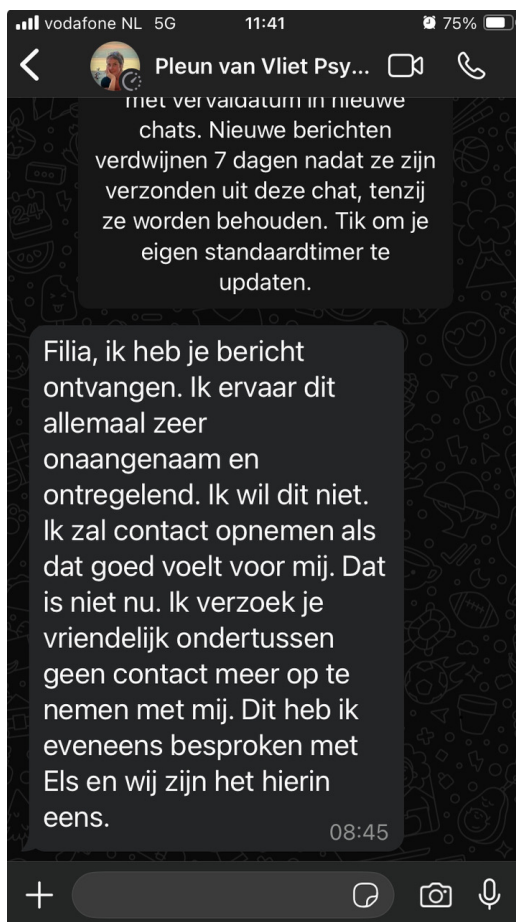 vodafone NL 5G 11:41 75%
Pleun van Vliet Psy...
met vervaldatum in nieuwe
chats. Nieuwe berichten
verdwijnen 7 dagen nadat ze zijn
verzonden uit deze chat, tenzij
ze worden behouden. Tik om je
eigen standaardtimer te
updaten.
Filia, ik heb je bericht
ontvangen. Ik ervaar dit
allemaal zeer
onaangenaam en
ontregelend. Ik wil dit niet.
Ik zal contact opnemen als
dat goed voelt voor mij. Dat
is niet nu. Ik verzoek je
vriendelijk ondertussen
geen contact meer op te
nemen met mij. Dit heb ik
eveneens besproken met
Els en wij zijn het hierin
eens.
08:45